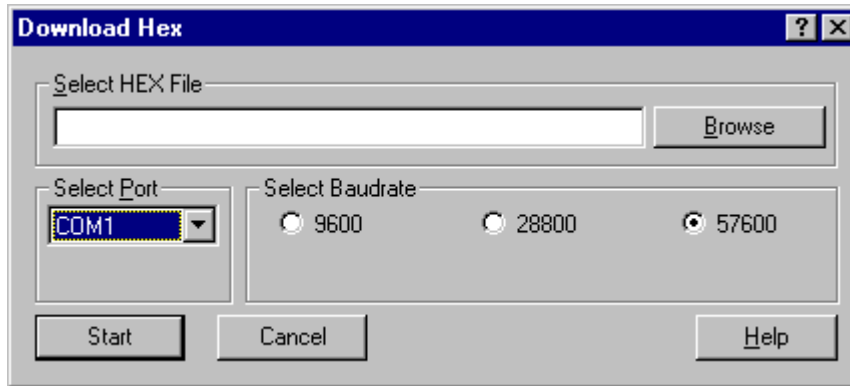 Download Hex
Select HEX File
Browse
Select Port
Select Baudrate
COM1
9600
28800
57600
Start
Cancel
Help